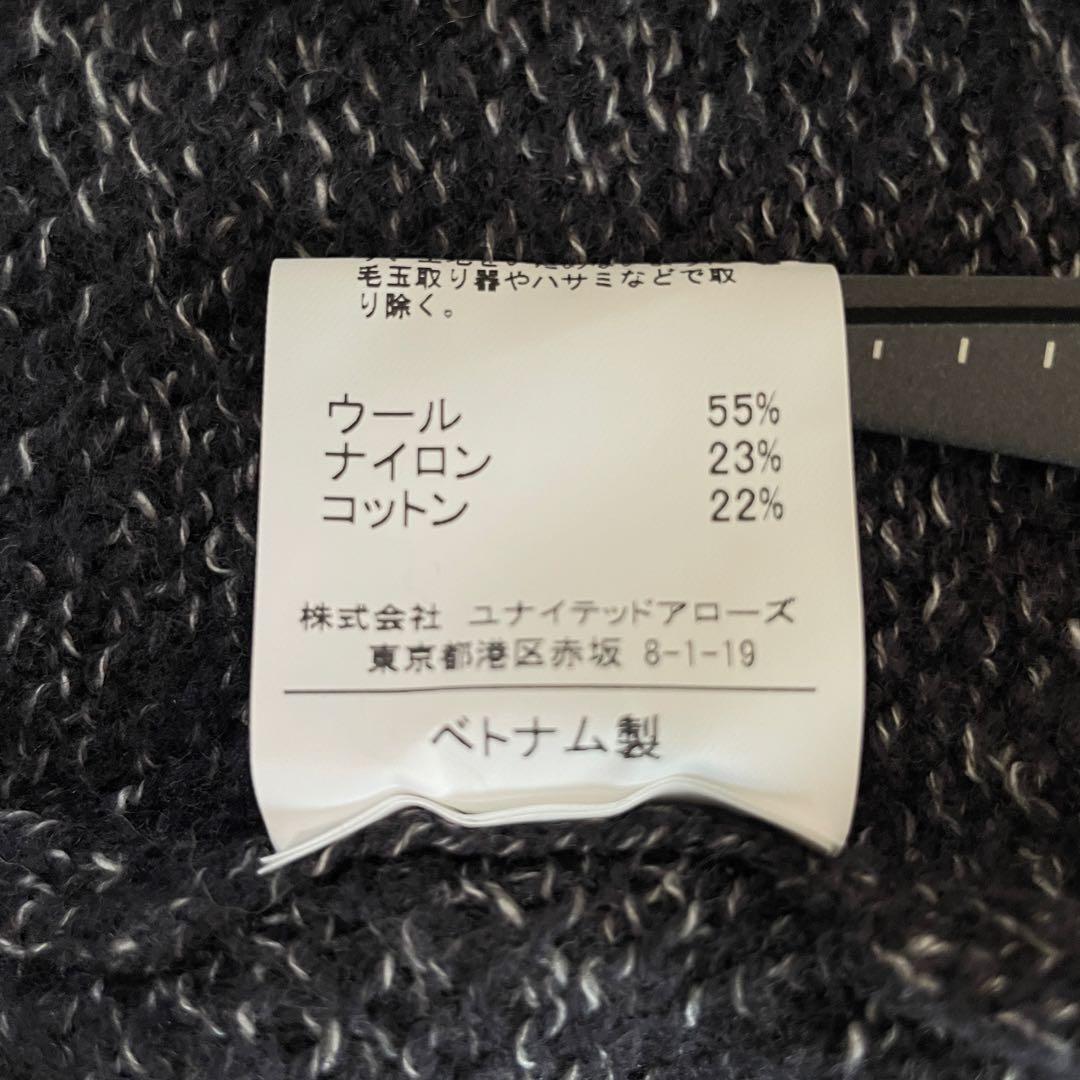 毛玉取り器やハサミなどで取
り除く。
ウール 55%
ナイロン 23%
コットン 22%
株式会社 ユナイテッドアローズ
東京都港区赤坂 8-1-19
ベトナム製